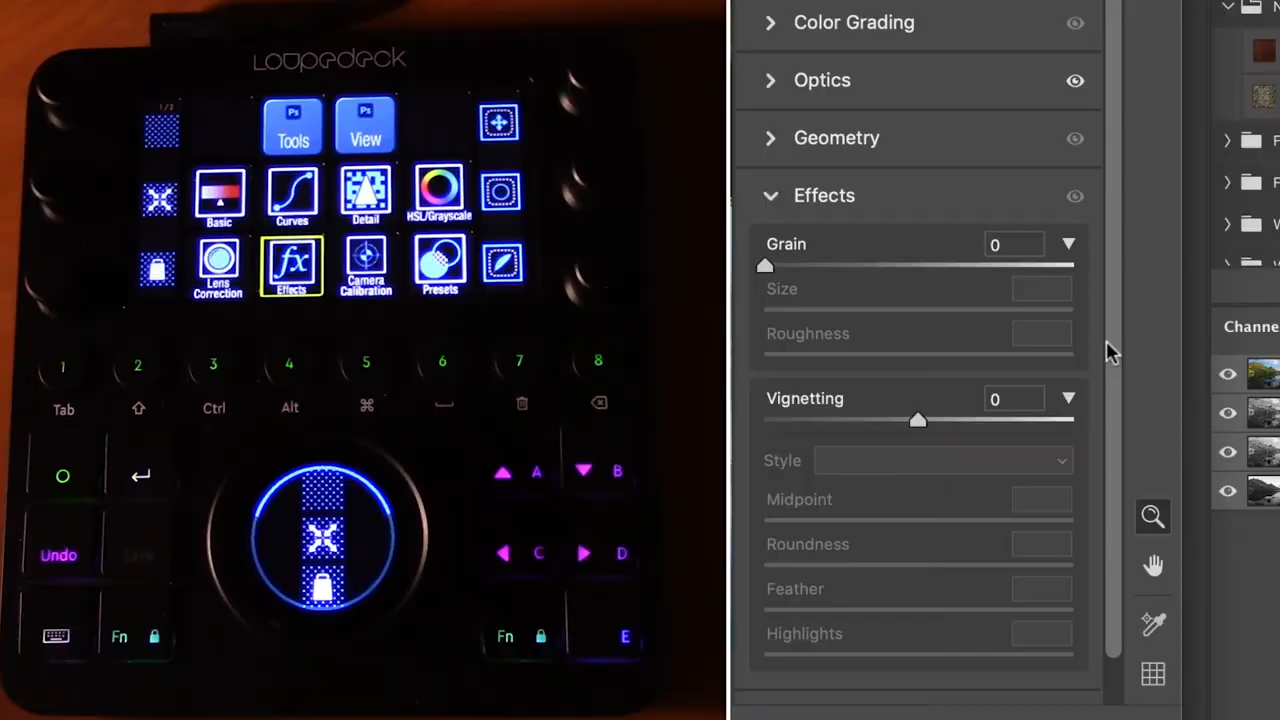 Loupedeck
1/2
Ps
Tools
Ps
View
Basic
Curves
Detail
HSL/Grayscale
Lens
Correction
fx
Effects
Camera
Calibration
Presets
1 2 3 4 5 6 7 8
Tab Ctrl Alt ⌘
A B
Undo
C D
Fn Fn E
Color Grading
Optics
Geometry
Effects
Grain 0
Size
Roughness
Vignetting 0
Style
Midpoint
Roundness
Feather
Highlights
Channe